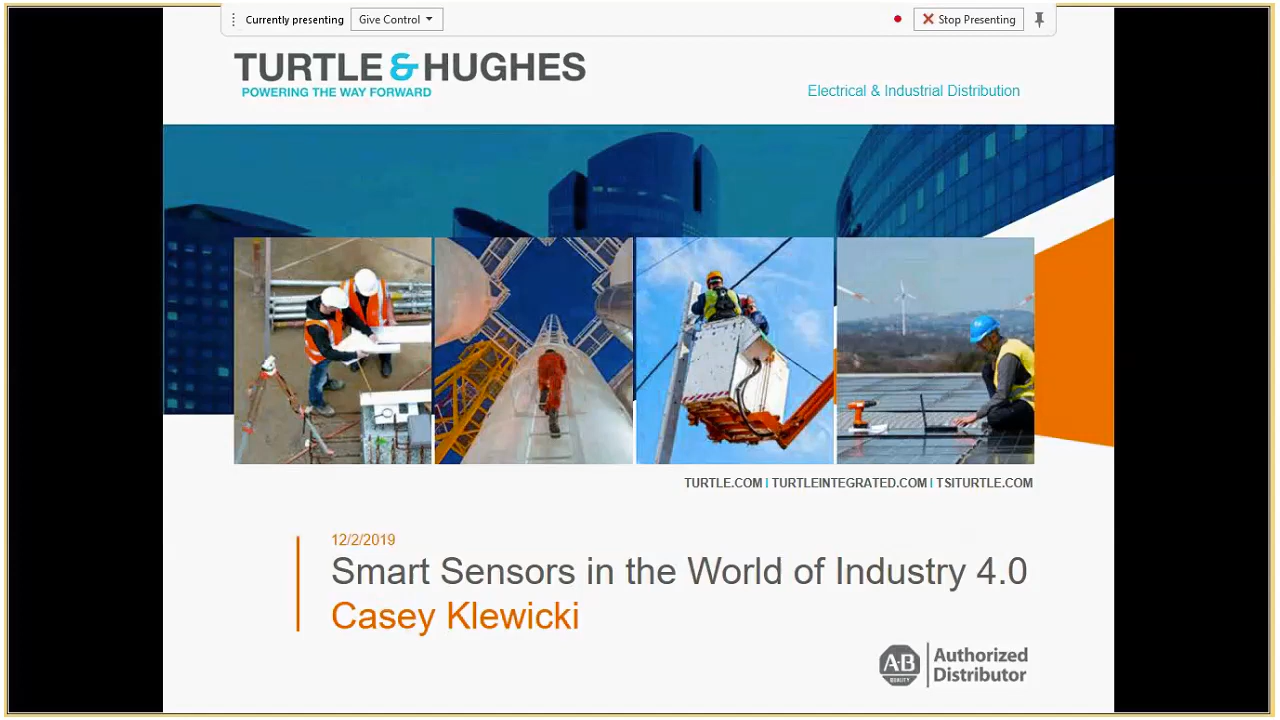 Currently presenting
Give Control
Stop Presenting
TURTLE & HUGHES
POWERING THE WAY FORWARD
Electrical & Industrial Distribution
TURTLE.COM | TURTLEINTEGRATED.COM | TSITURTLE.COM
12/2/2019
Smart Sensors in the World of Industry 4.0
Casey Klewicki
A-B
QUALITY
Authorized
Distributor